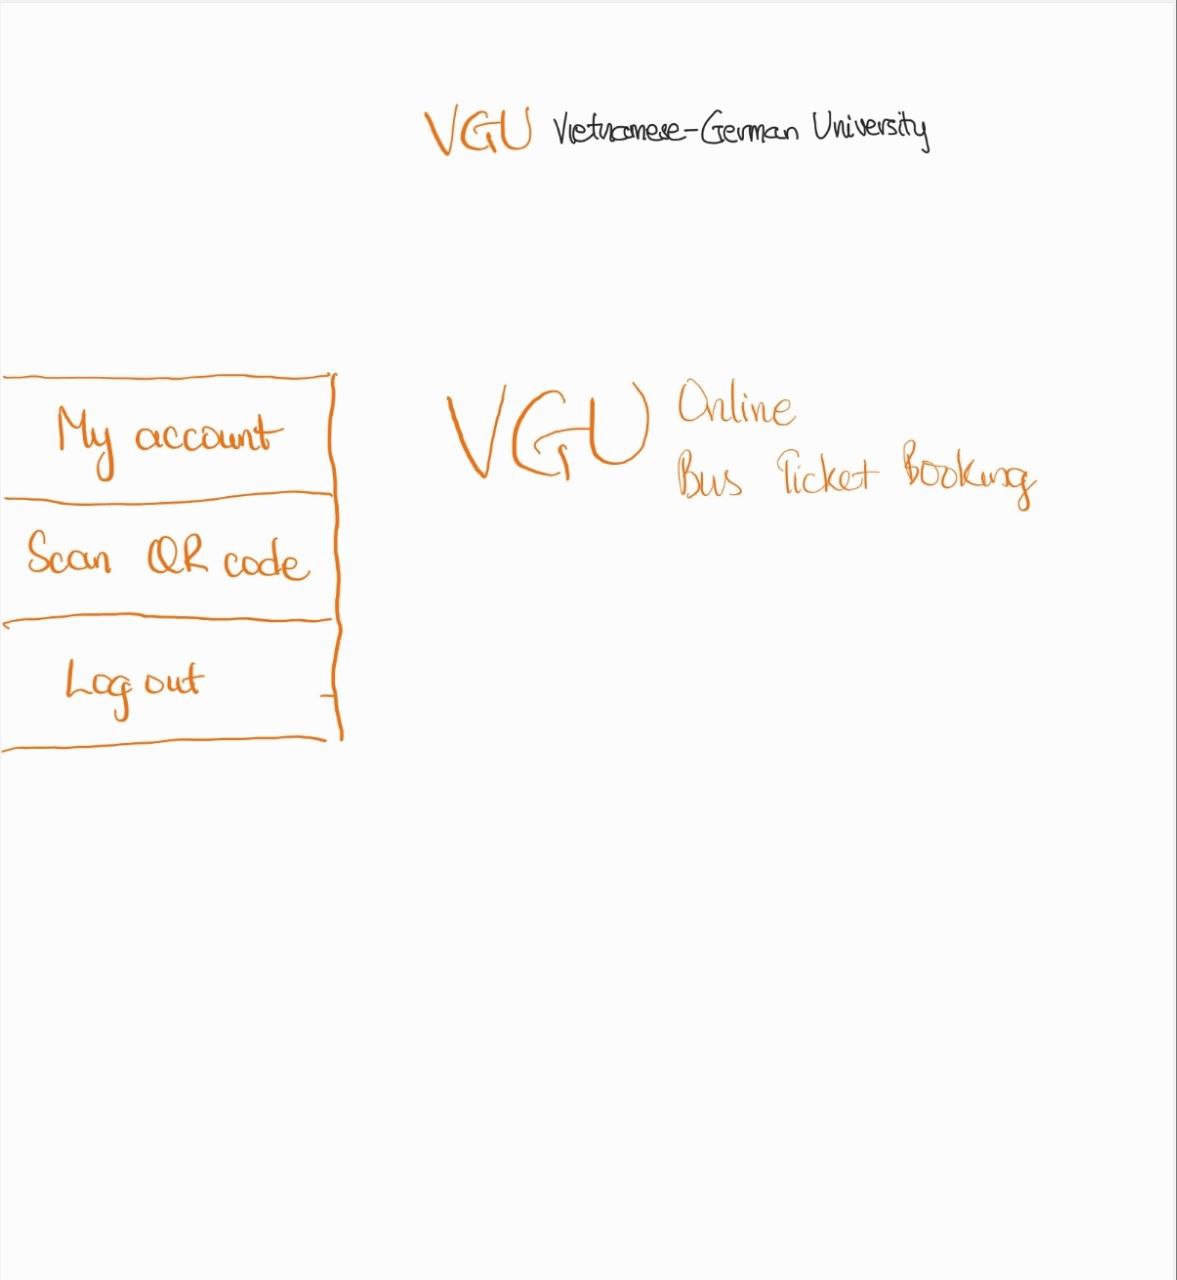 VGU Vietnamese-German University
My account
Scan QR code
Log out
VGU Online
Bus Ticket Booking